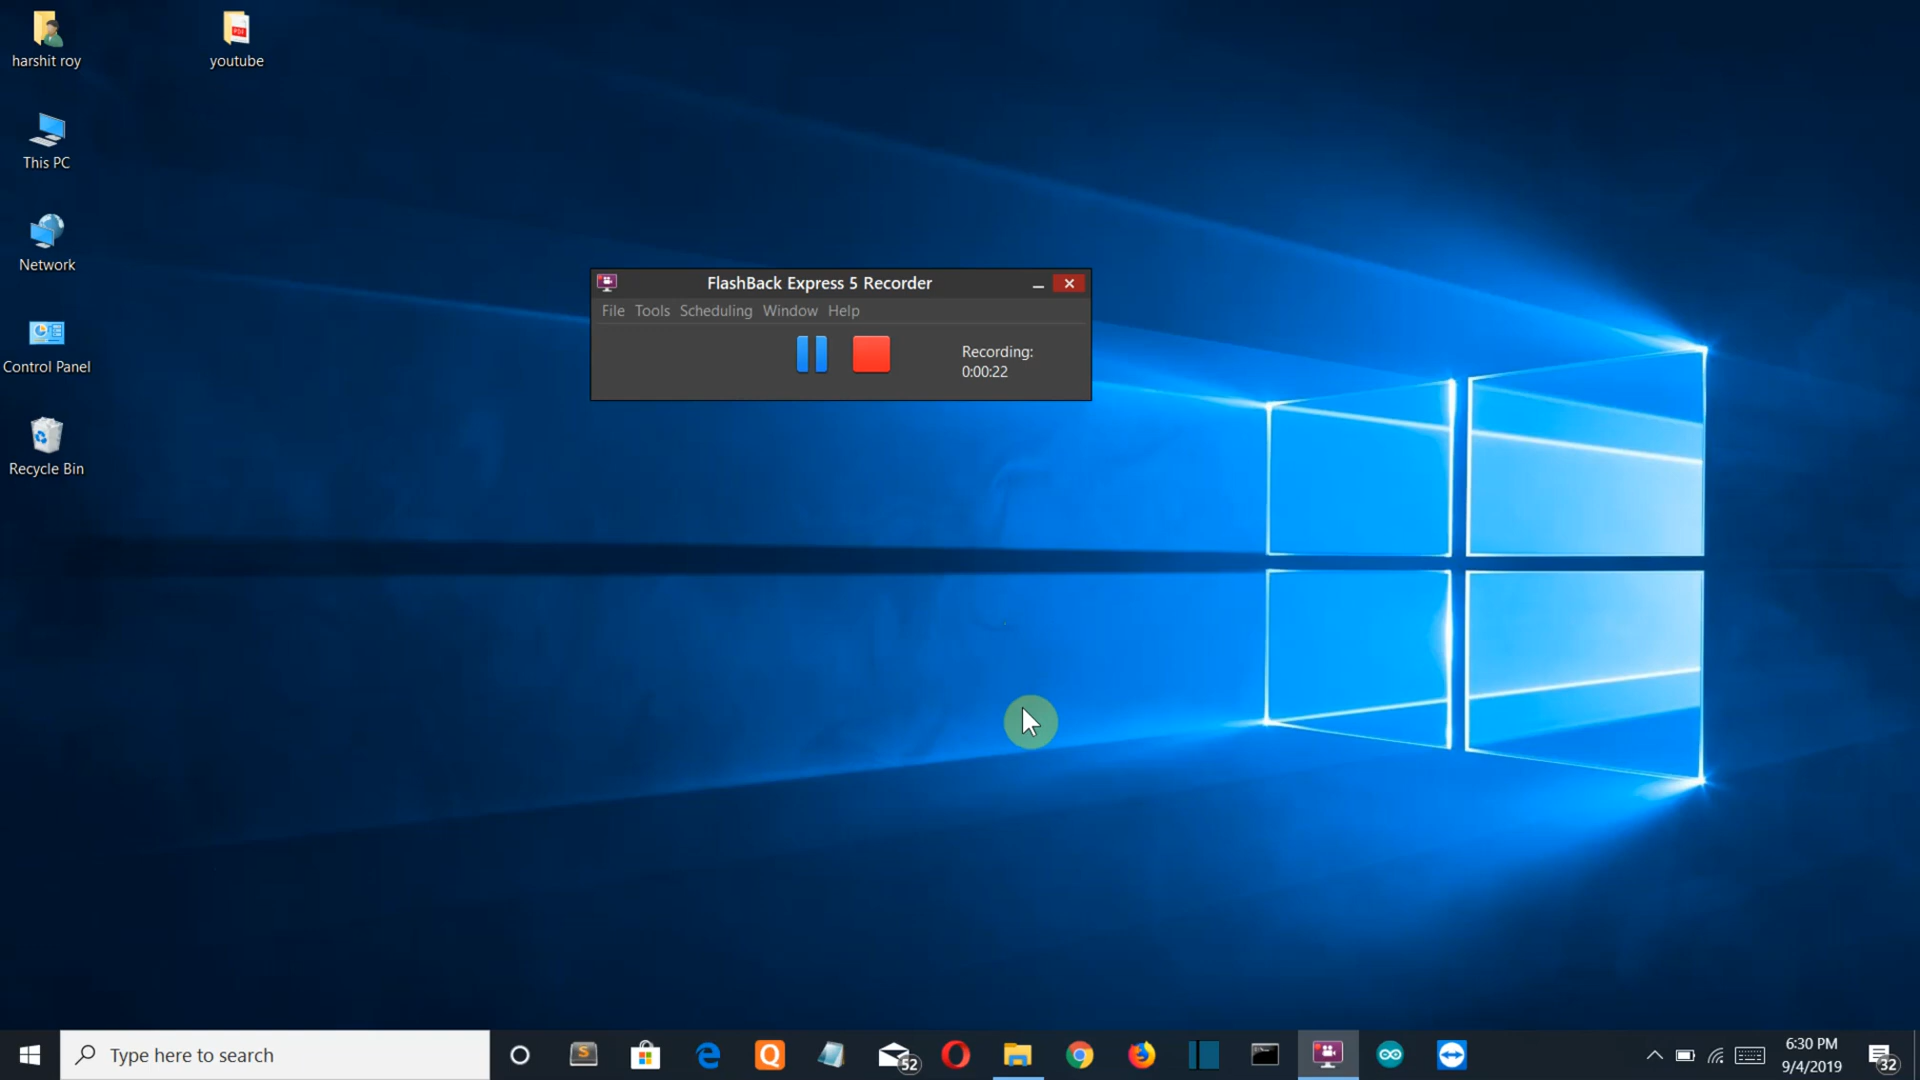 harshit roy
youtube
This PC
Network
Control Panel
Recycle Bin
FlashBack Express 5 Recorder
File Tools Scheduling Window Help
Recording:
0:00:22
Type here to search
S
Q
52
6:30 PM
9/4/2019
32
PDF